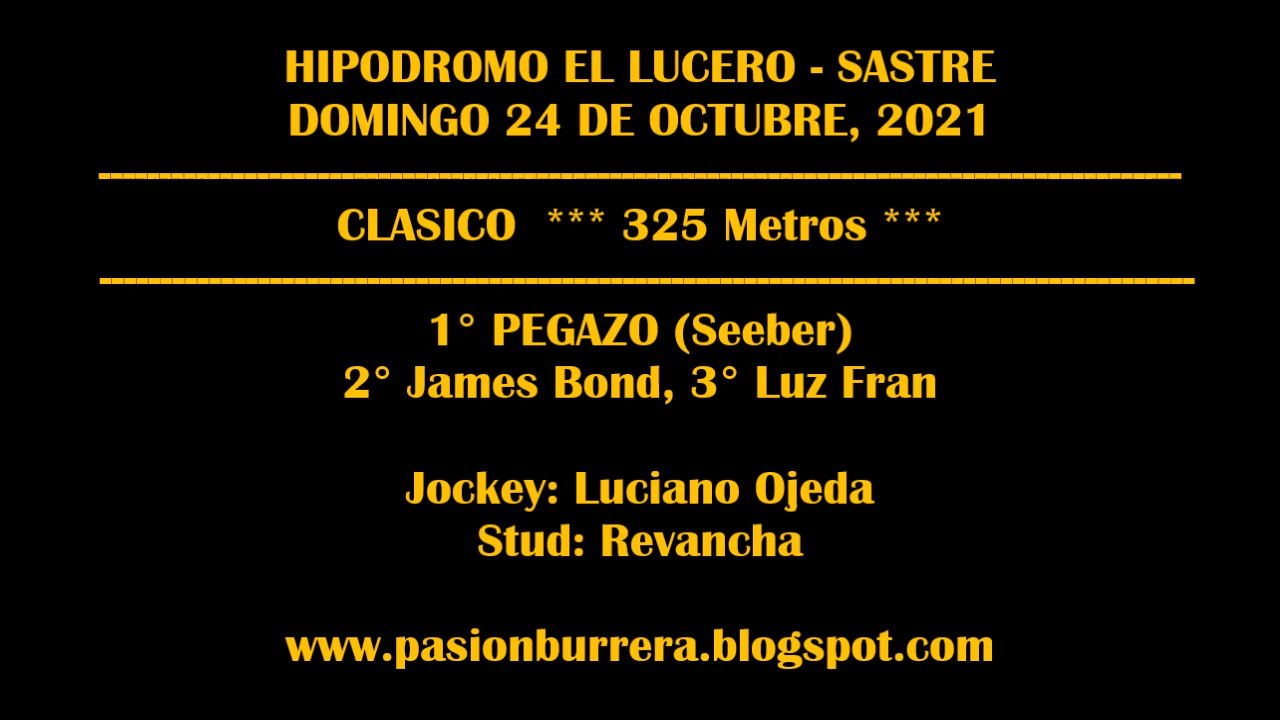 HIPODROMO EL LUCERO - SASTRE
DOMINGO 24 DE OCTUBRE, 2021
CLASICO *** 325 Metros ***
1° PEGAZO (Seeber)
2° James Bond, 3° Luz Fran
Jockey: Luciano Ojeda
Stud: Revancha
www.pasionburrera.blogspot.com